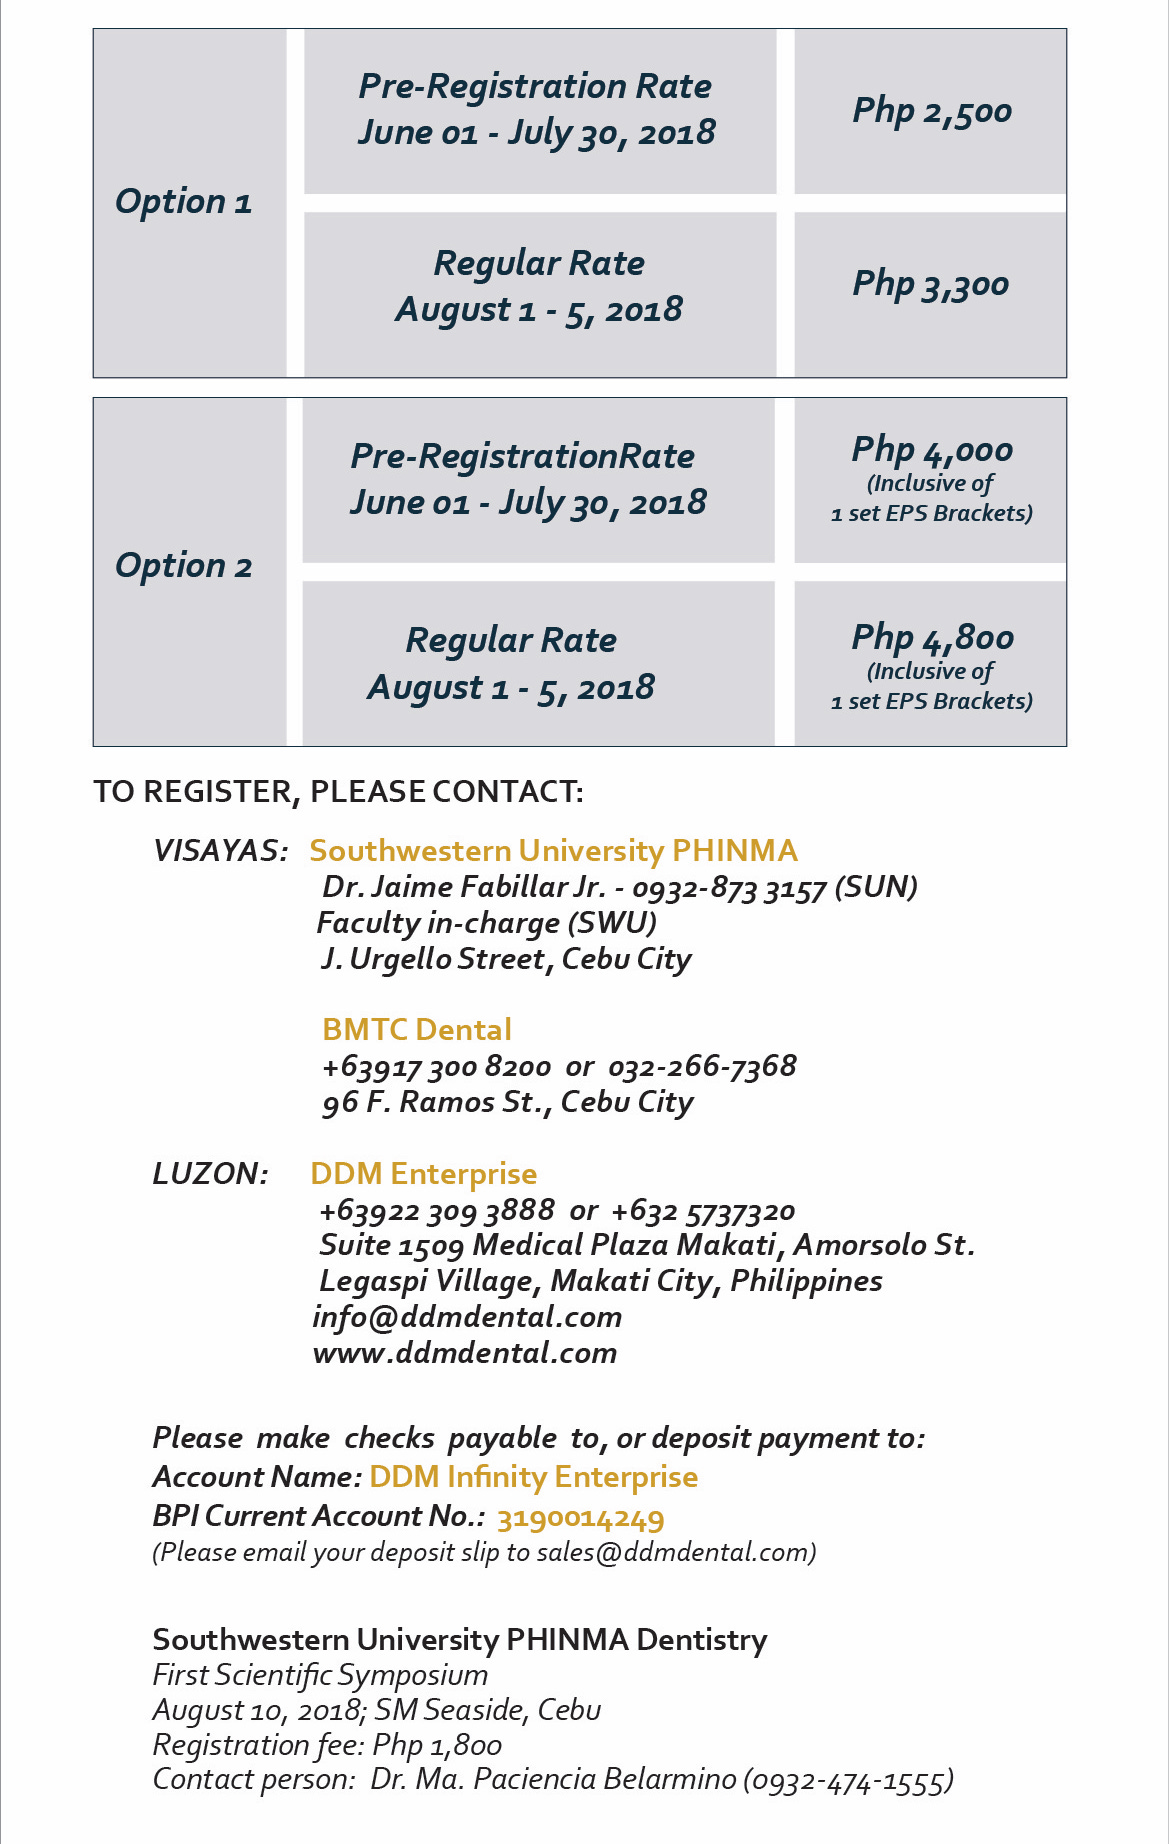 Option 1
Pre-Registration Rate
June 01 - July 30, 2018
Php 2,500
Regular Rate
August 1 - 5, 2018
Php 3,300
Option 2
Pre-RegistrationRate
June 01 - July 30, 2018
Php 4,000
(Inclusive of
1 set EPS Brackets)
Regular Rate
August 1 - 5, 2018
Php 4,800
(Inclusive of
1 set EPS Brackets)
TO REGISTER, PLEASE CONTACT:
VISAYAS: Southwestern University PHINMA
Dr. Jaime Fabillar Jr. - 0932-873 3157 (SUN)
Faculty in-charge (SWU)
J. Urgello Street, Cebu City
BMTC Dental
+63917 300 8200 or 032-266-7368
96 F. Ramos St., Cebu City
LUZON: DDM Enterprise
+63922 309 3888 or +632 5737320
Suite 1509 Medical Plaza Makati, Amorsolo St.
Legaspi Village, Makati City, Philippines
info@ddmdental.com
www.ddmdental.com
Please make checks payable to, or deposit payment to:
Account Name: DDM Infinity Enterprise
BPI Current Account No.: 3190014249
(Please email your deposit slip to sales@ddmdental.com)
Southwestern University PHINMA Dentistry
First Scientific Symposium
August 10, 2018; SM Seaside, Cebu
Registration fee: Php 1,800
Contact person: Dr. Ma. Paciencia Belarmino (0932-474-1555)